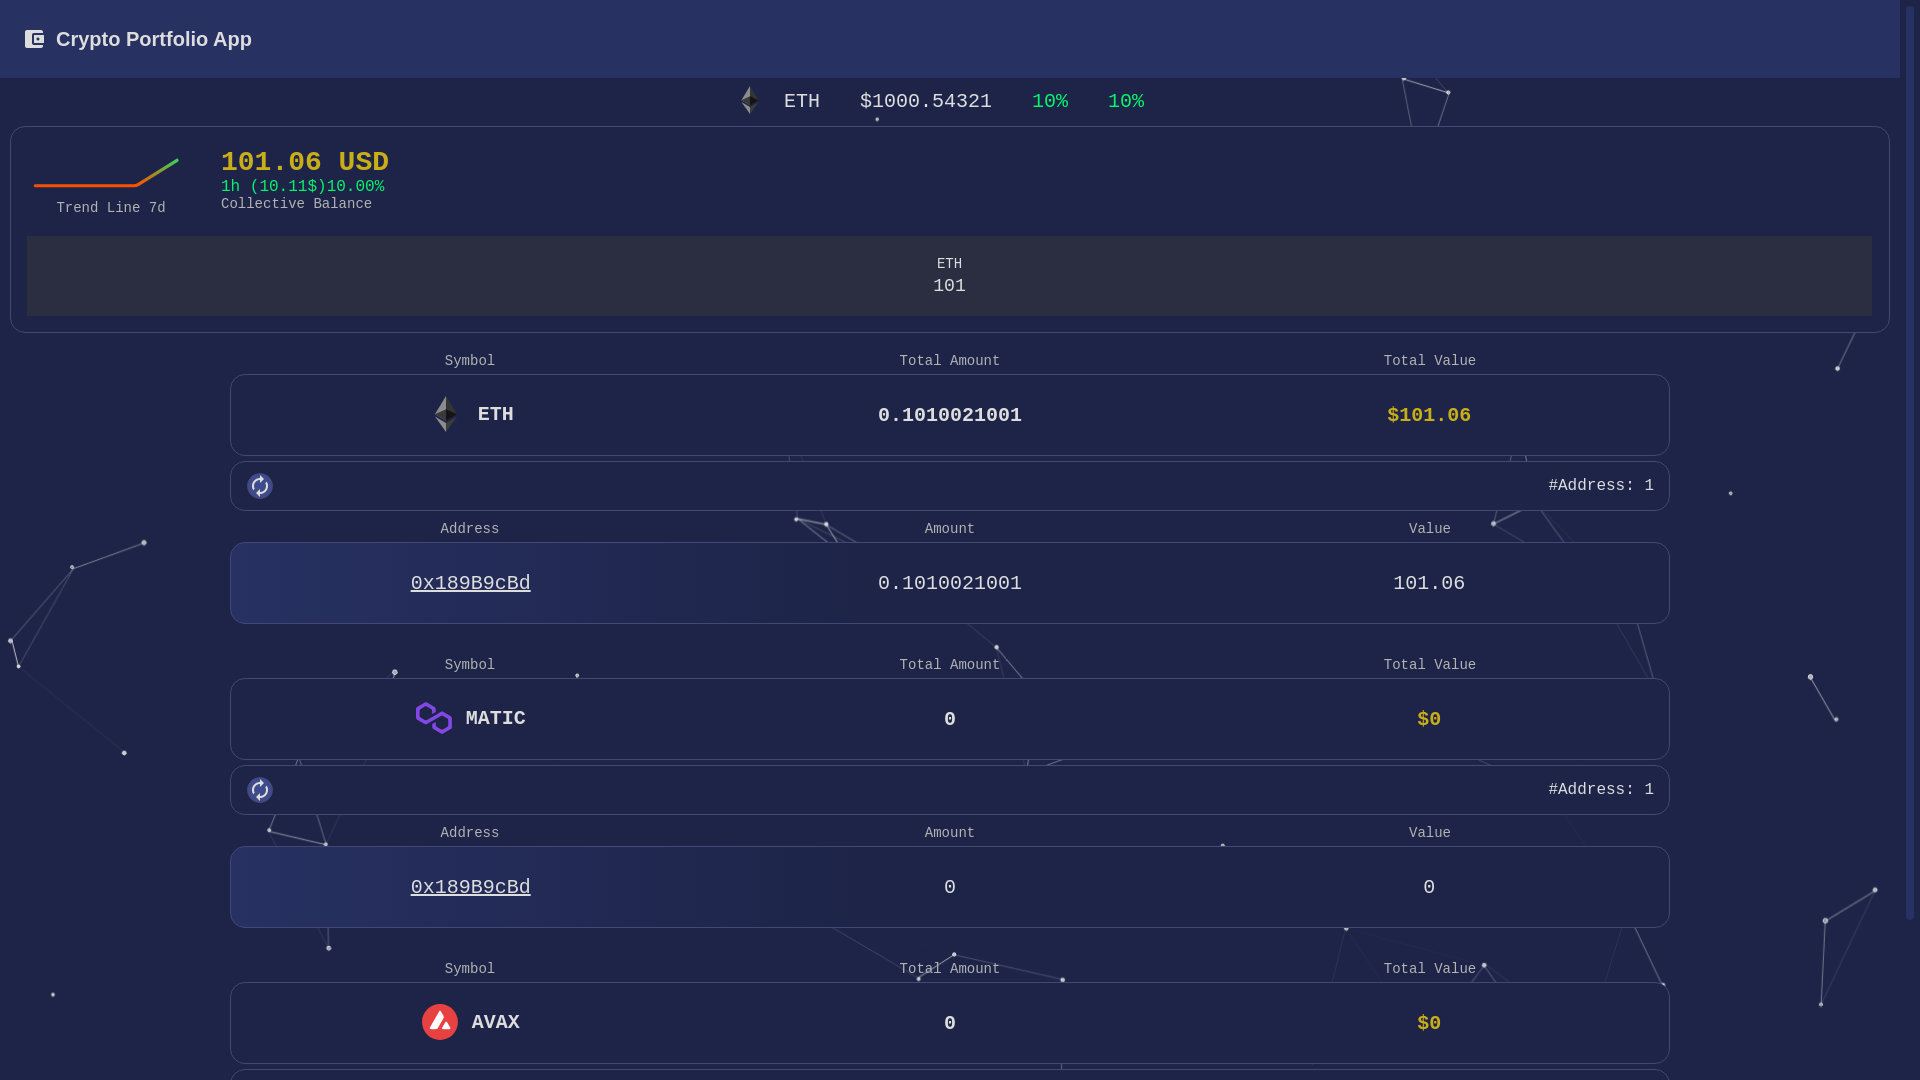 Crypto Portfolio App
ETH $1000.54321 10% 10%
101.06 USD
1h (10.11$)10.00%
Collective Balance
Trend Line 7d
ETH
101
Symbol Total Amount Total Value
ETH 0.1010021001 $101.06
#Address: 1
Address Amount Value
0x189B9cBd 0.1010021001 101.06
Symbol Total Amount Total Value
MATIC 0 $0
#Address: 1
Address Amount Value
0x189B9cBd 0 0
Symbol Total Amount Total Value
AVAX 0 $0